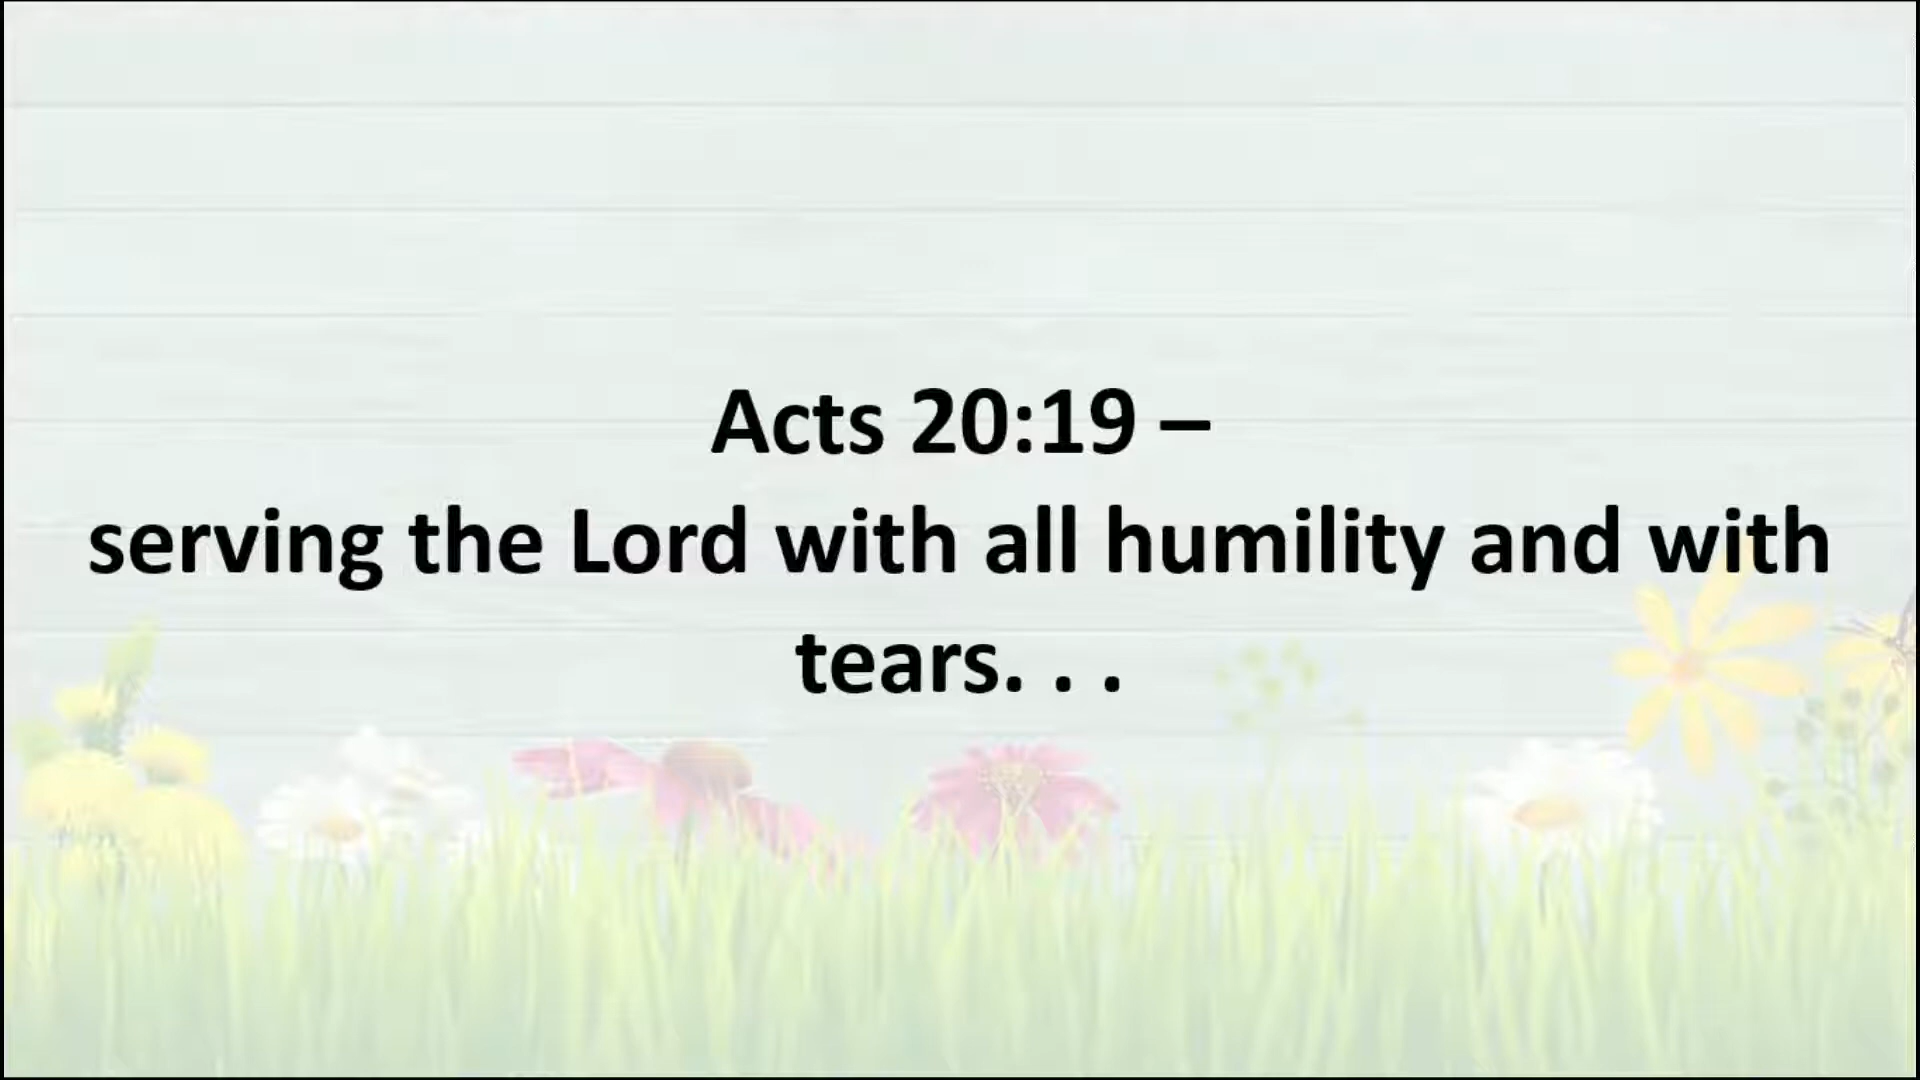 Acts 20:19 –
serving the Lord with all humility and with
tears. . .